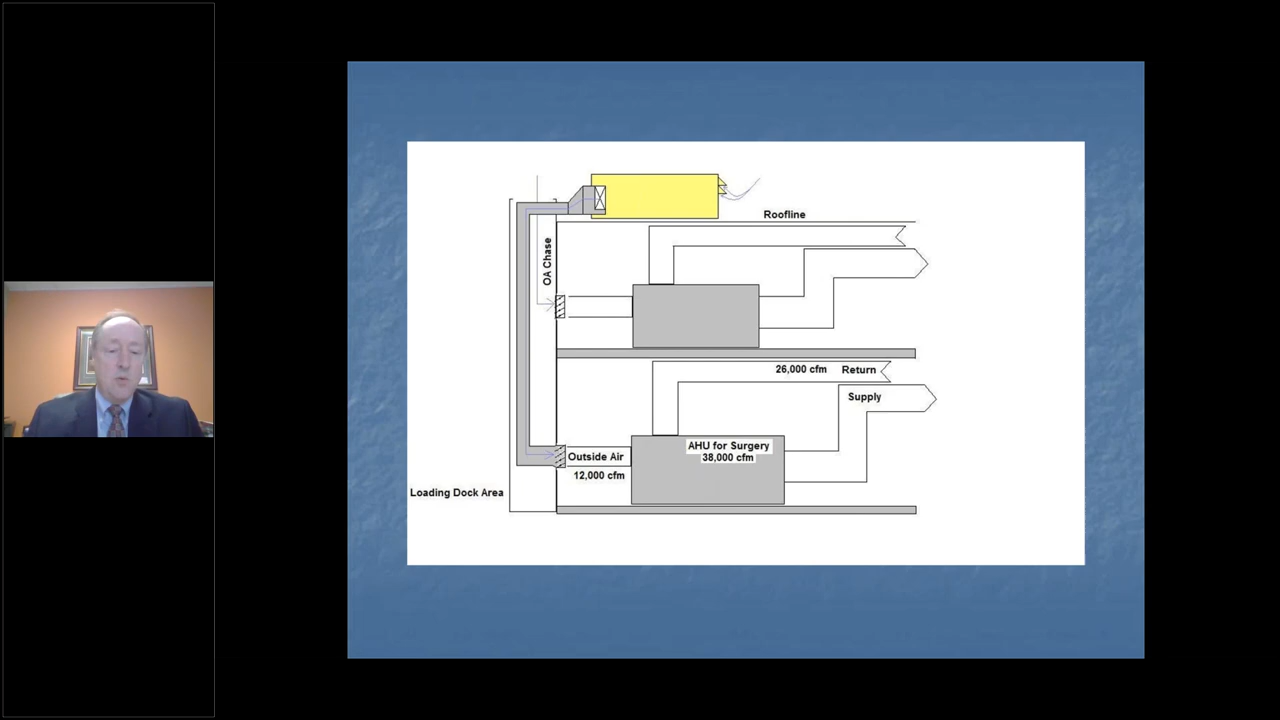 Roofline
OA Chase
26,000 cfm Return
Supply
AHU for Surgery
38,000 cfm
Outside Air
12,000 cfm
Loading Dock Area